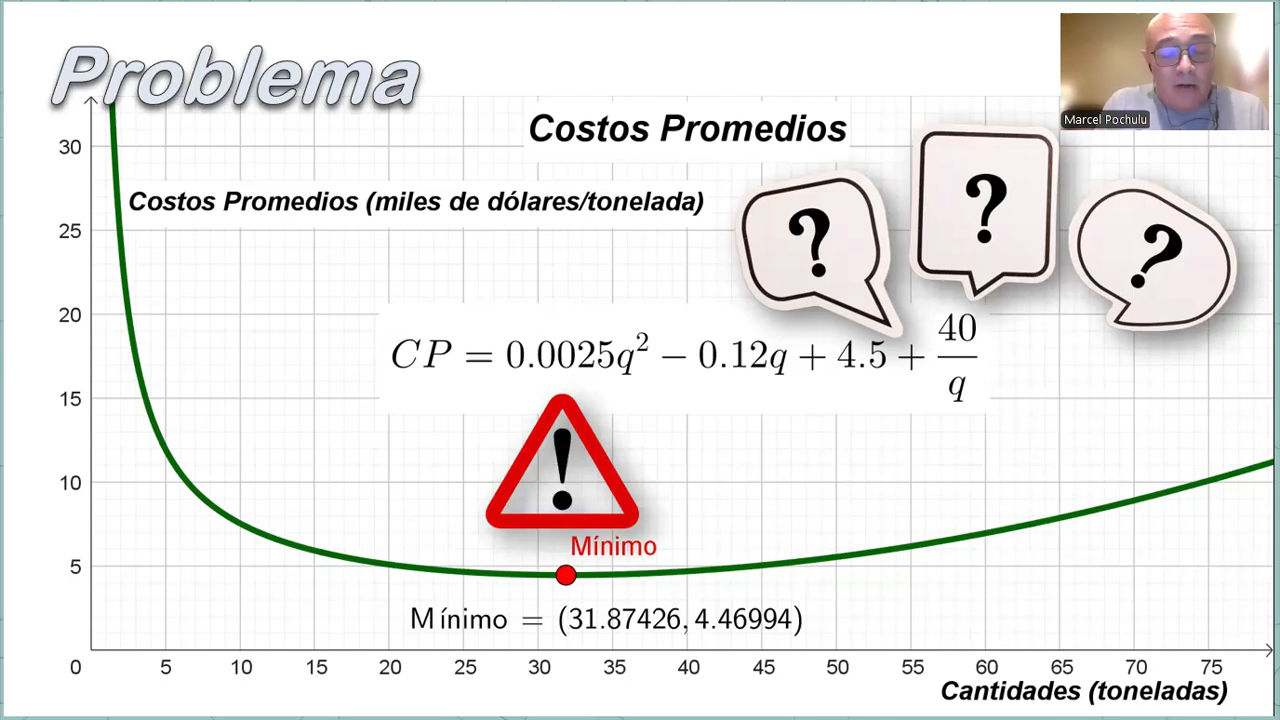 Problema
Marcel Pochulu
Costos Promedios
Costos Promedios (miles de dólares/tonelada)
? ? ?
CP = 0.0025q² − 0.12q + 4.5 + 40/q
!
Mínimo
Mínimo = (31.87426, 4.46994)
30
25
20
15
10
5
0 5 10 15 20 25 30 35 40 45 50 55 60 65 70 75
Cantidades (toneladas)